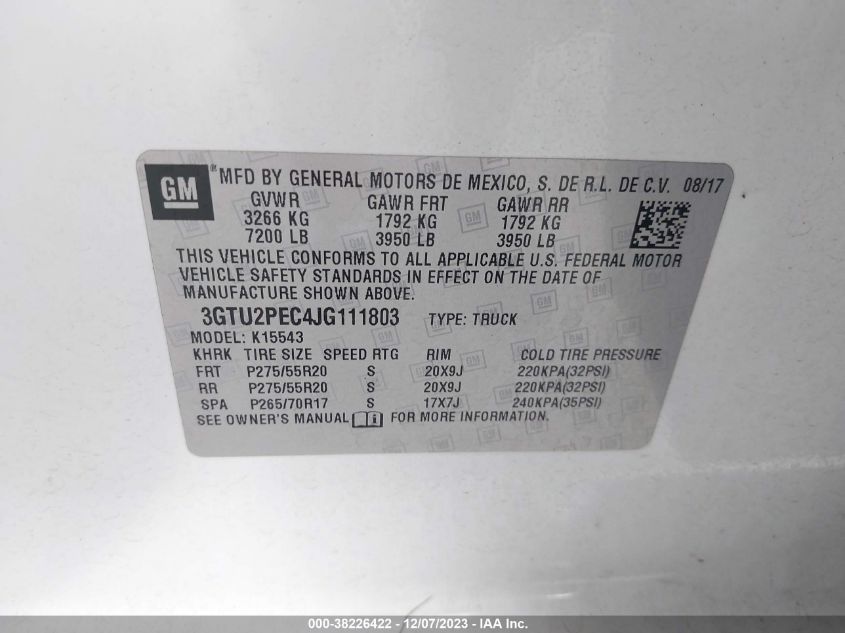 GM ® MFD BY GENERAL MOTORS DE MEXICO, S. DE R.L. DE C.V. 08/17
GVWR GAWR FRT GAWR RR
3266 KG 1792 KG 1792 KG
7200 LB 3950 LB 3950 LB
THIS VEHICLE CONFORMS TO ALL APPLICABLE U.S. FEDERAL MOTOR
VEHICLE SAFETY STANDARDS IN EFFECT ON THE DATE OF
MANUFACTURE SHOWN ABOVE.
3GTU2PEC4JG111803 TYPE: TRUCK
MODEL: K15543
KHRK TIRE SIZE SPEED RTG RIM COLD TIRE PRESSURE
FRT P275/55R20 S 20X9J 220KPA(32PSI)
RR P275/55R20 S 20X9J 220KPA(32PSI)
SPA P265/70R17 S 17X7J 240KPA(35PSI)
SEE OWNER'S MANUAL FOR MORE INFORMATION.
000-38226422 - 12/07/2023 - IAA Inc.